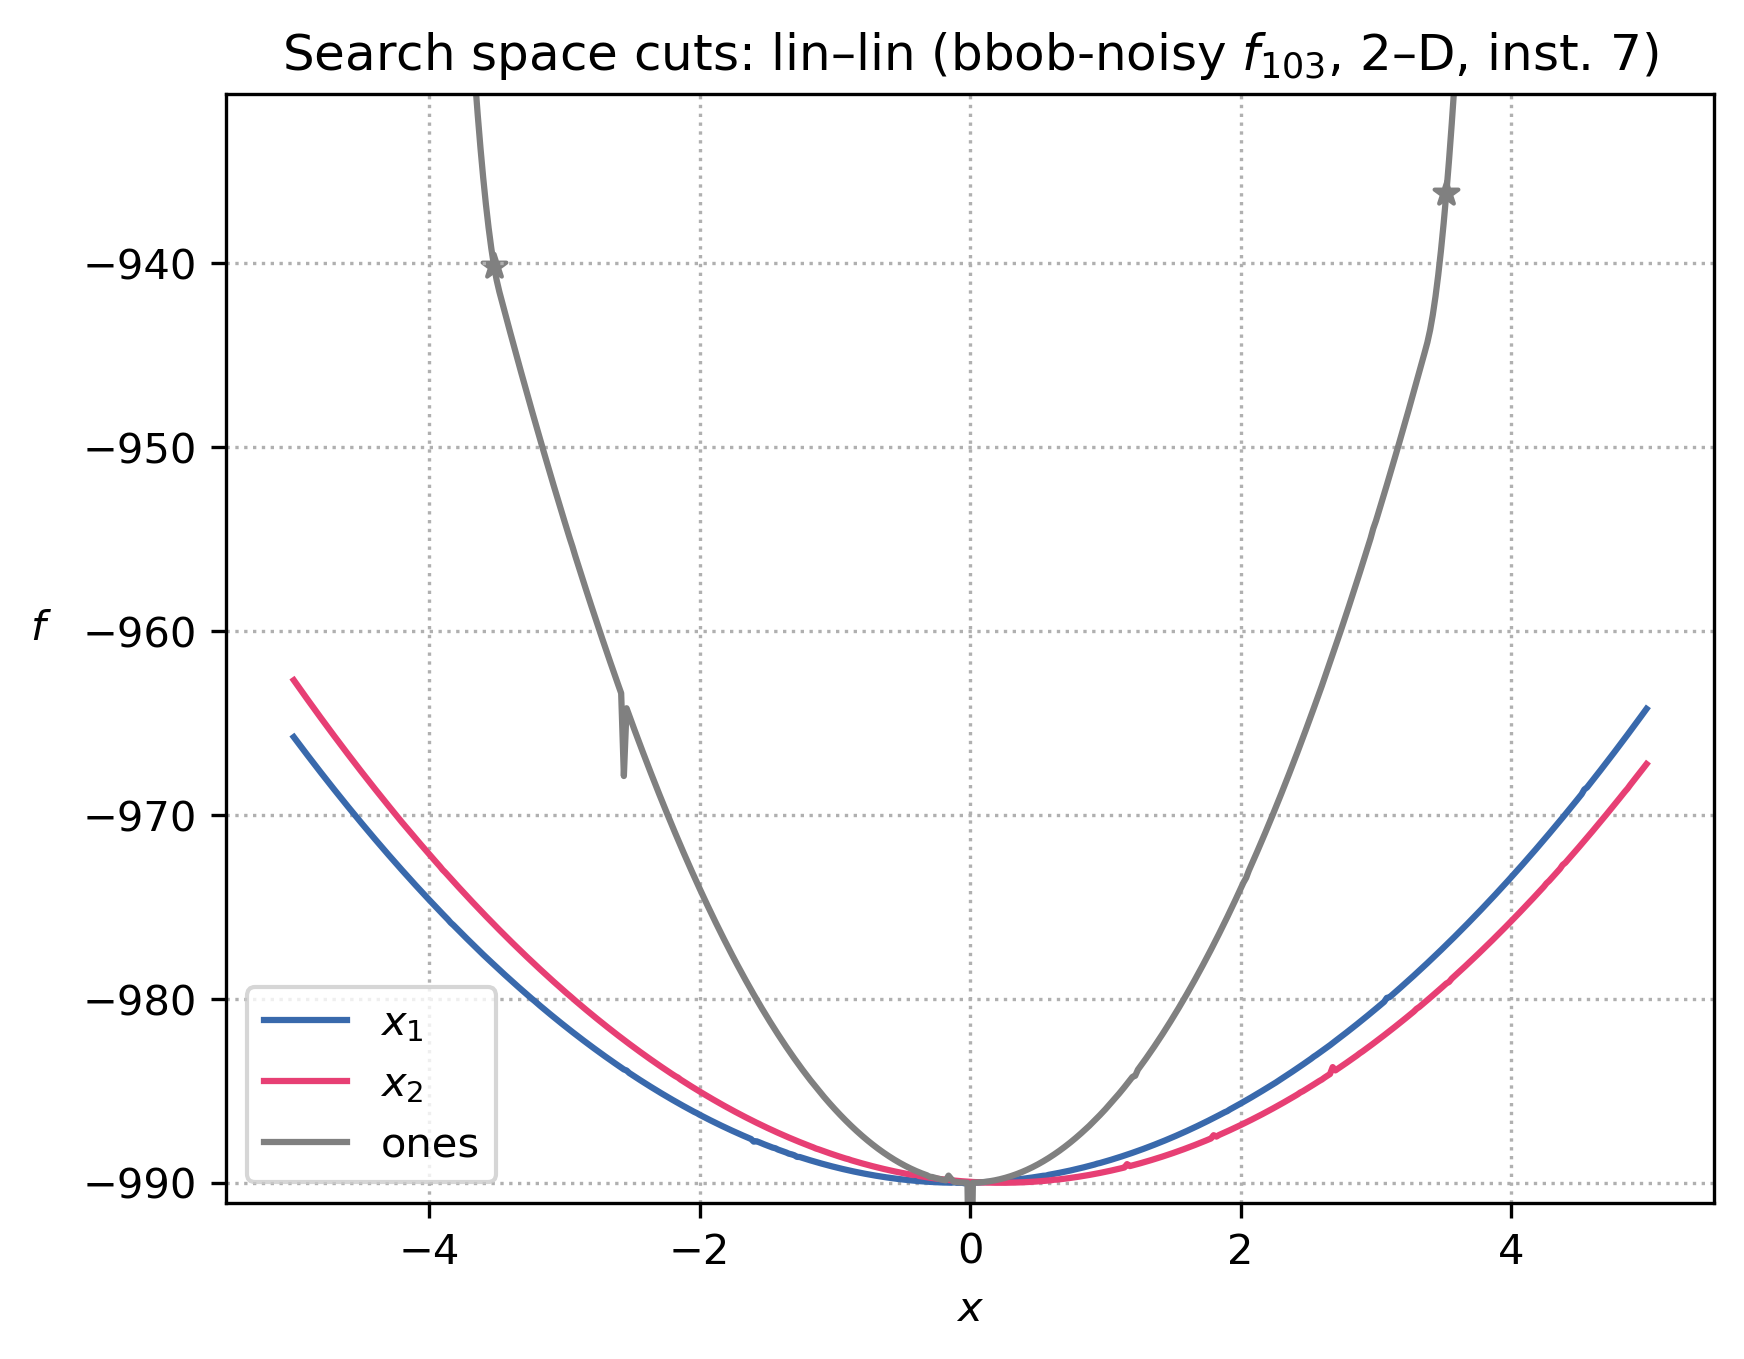 Search space cuts: lin–lin (bbob-noisy f₁₀₃, 2–D, inst. 7)
−940
−950
f
−960
−970
−980
−990
x₁
x₂
ones
−4
−2
0
2
4
x